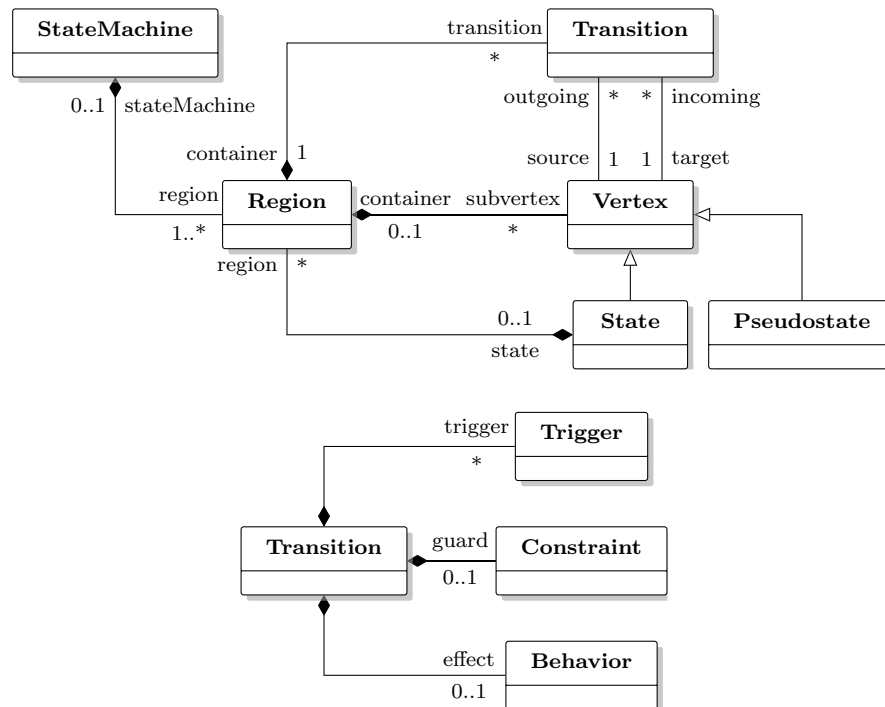 StateMachine
Transition
transition
*
0..1
stateMachine
outgoing
*
*
incoming
container
1
source
1
1
target
region
1..*
Region
container
0..1
subvertex
*
Vertex
region
*
0..1
state
State
Pseudostate
trigger
*
Trigger
Transition
guard
0..1
Constraint
effect
0..1
Behavior